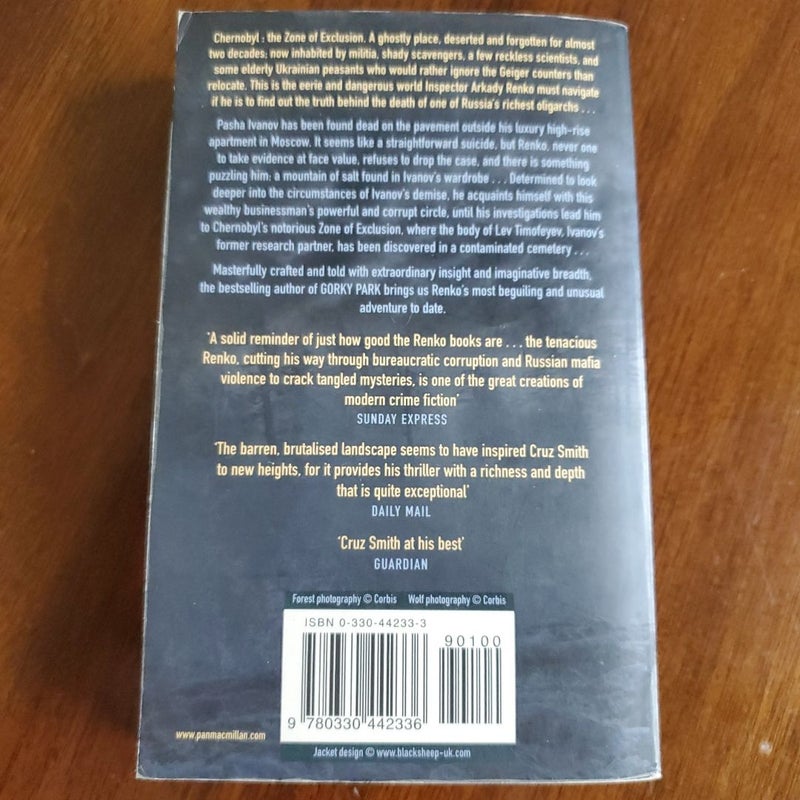 Chernobyl : the Zone of Exclusion. A ghostly place, deserted and forgotten for almost
two decades; now inhabited by militia, shady scavengers, a few reckless scientists, and
some elderly Ukrainian peasants who would rather ignore the Geiger counters than
relocate. This is the eerie and dangerous world Inspector Arkady Renko must navigate
if he is to find out the truth behind the death of one of Russia's richest oligarchs . . .
Pasha Ivanov has been found dead on the pavement outside his luxury high-rise
apartment in Moscow. It seems like a straightforward suicide, but Renko, never one
to take evidence at face value, refuses to drop the case, and there is something
puzzling him: a mountain of salt found in Ivanov's wardrobe . . . Determined to look
deeper into the circumstances of Ivanov's demise, he acquaints himself with this
wealthy businessman's powerful and corrupt circle, until his investigations lead him
to Chernobyl's notorious Zone of Exclusion, where the body of Lev Timofeyev, Ivanov's
former research partner, has been discovered in a contaminated cemetery . . .
Masterfully crafted and told with extraordinary insight and imaginative breadth,
the bestselling author of GORKY PARK brings us Renko's most beguiling and unusual
adventure to date.
'A solid reminder of just how good the Renko books are . . . the tenacious
Renko, cutting his way through bureaucratic corruption and Russian mafia
violence to crack tangled mysteries, is one of the great creations of
modern crime fiction'
SUNDAY EXPRESS
'The barren, brutalised landscape seems to have inspired Cruz Smith
to new heights, for it provides his thriller with a richness and depth
that is quite exceptional'
DAILY MAIL
'Cruz Smith at his best'
GUARDIAN
Forest photography © Corbis Wolf photography © Corbis
ISBN 0-330-44233-3
90100
9 780330 442336
www.panmacmillan.com
Jacket design © www.blacksheep-uk.com